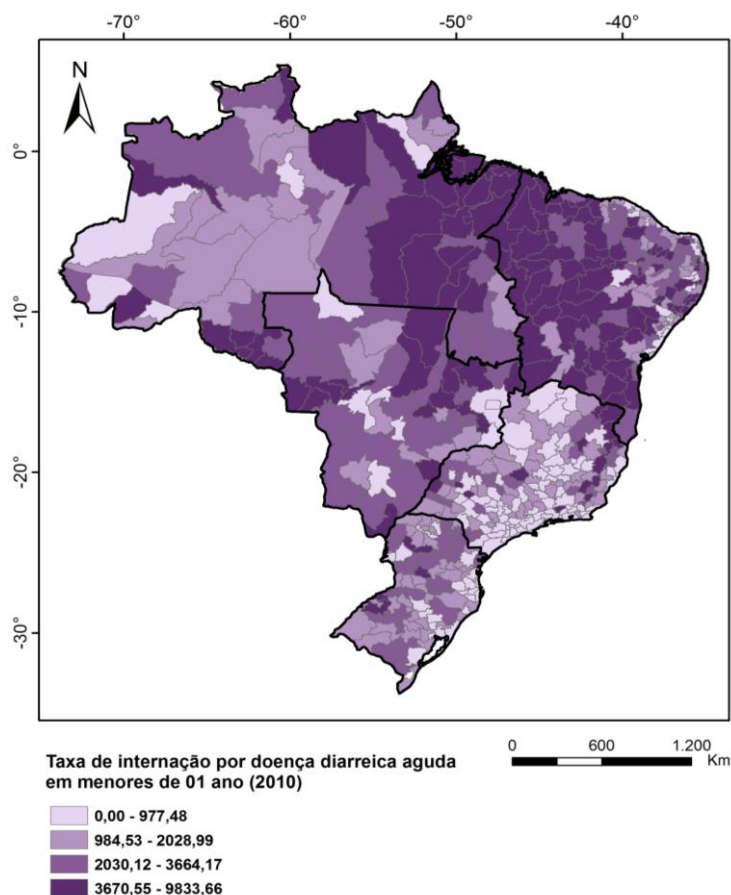 -70° -60° -50° -40°
N
0°
-10°
-20°
-30°
0 600 1.200
Km
Taxa de internação por doença diarreica aguda
em menores de 01 ano (2010)
0,00 - 977,48
984,53 - 2028,99
2030,12 - 3664,17
3670,55 - 9833,66